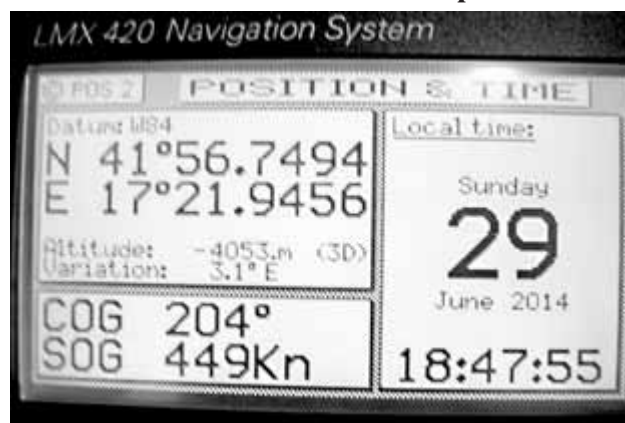 LMX 420 Navigation System
POS 2
POSITION & TIME
Datum: W84
N 41°56.7494
E 17°21.9456
Altitude: -4053.m (3D)
Variation: 3.1° E
COG 204°
SOG 449Kn
Local time:
Sunday
29
June 2014
18:47:55